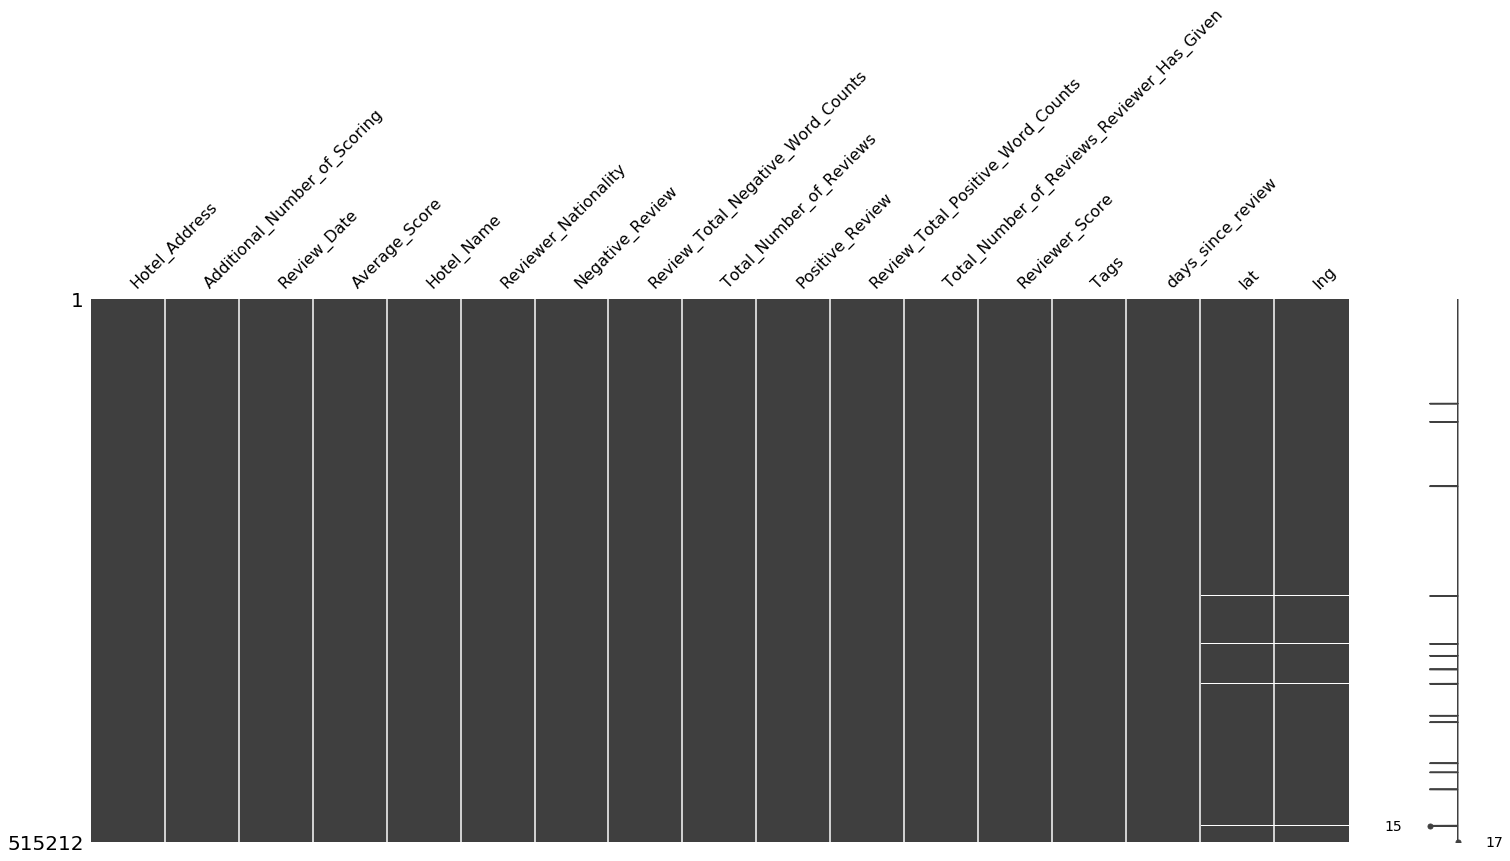 Hotel_Address
Additional_Number_of_Scoring
Review_Date
Average_Score
Hotel_Name
Reviewer_Nationality
Negative_Review
Review_Total_Negative_Word_Counts
Total_Number_of_Reviews
Positive_Review
Review_Total_Positive_Word_Counts
Total_Number_of_Reviews_Reviewer_Has_Given
Reviewer_Score
Tags
days_since_review
lat
lng
1
15
515212
17